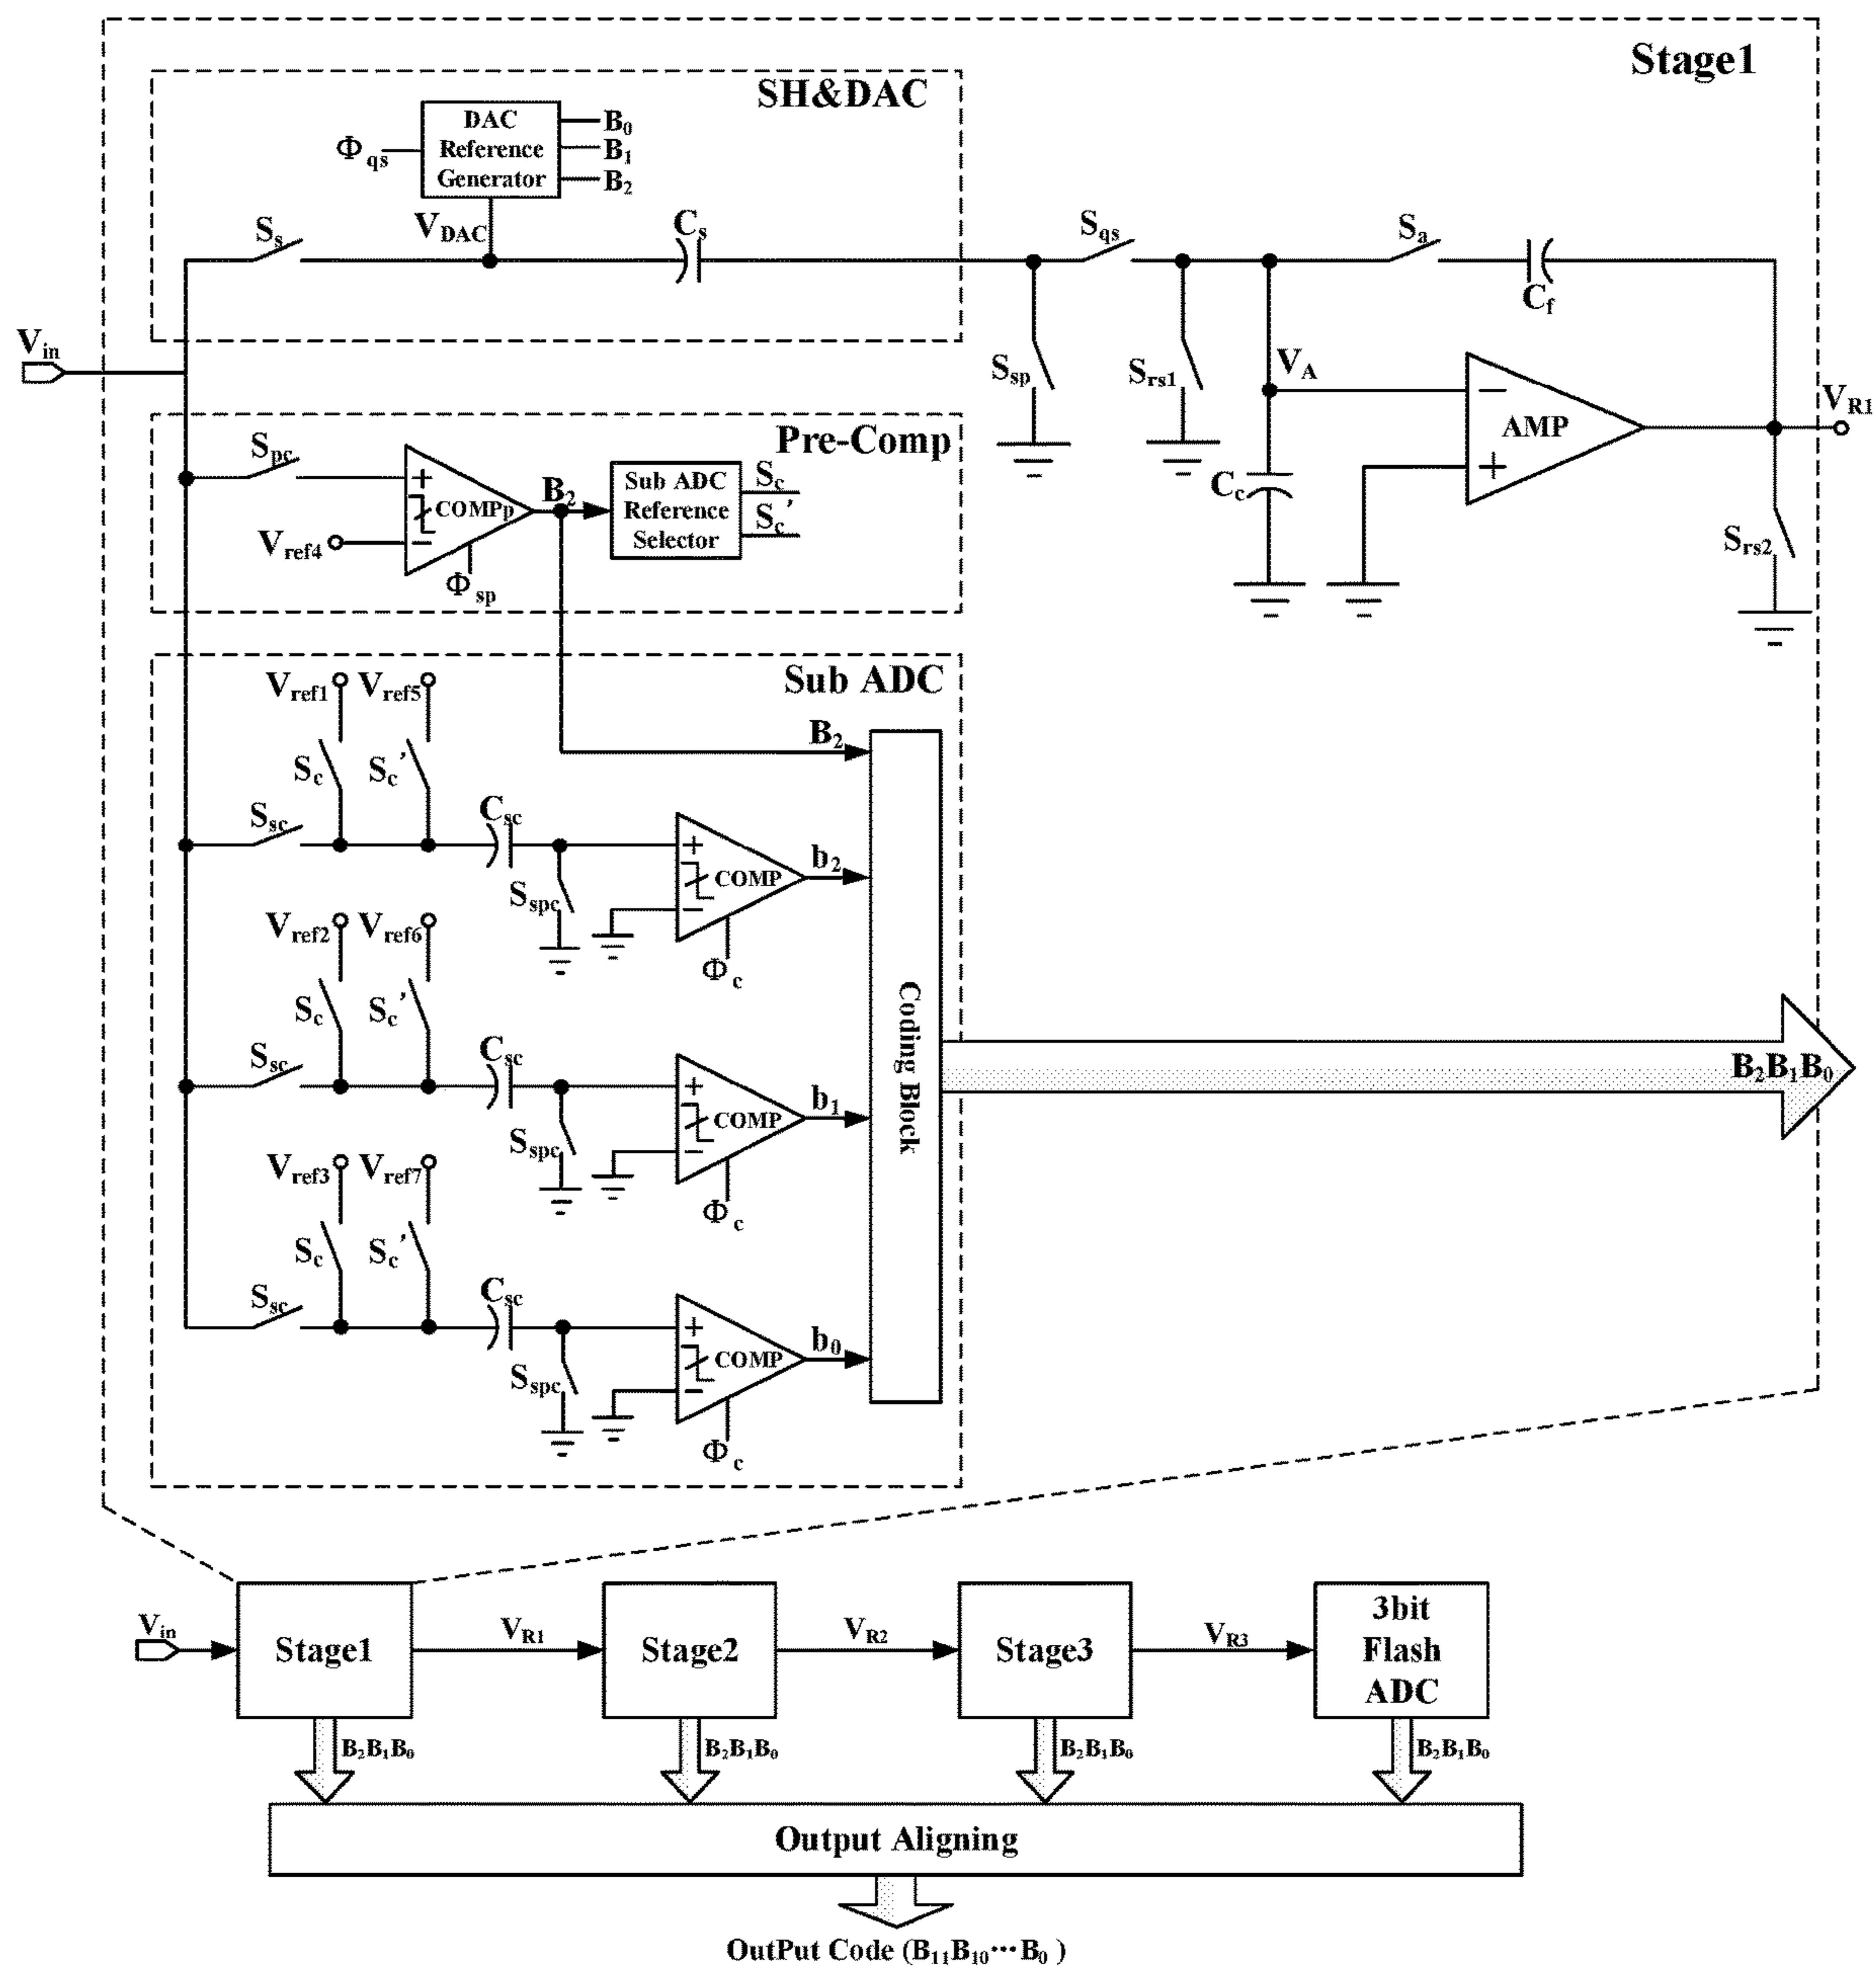 Stage1
SH&DAC
DAC
Reference
Generator
Φqs
B0
B1
B2
VDAC
Ss
Cs
Sqs
Sa
Cf
Vin
Ssp
Srs1
VA
Cc
AMP
VR1
Srs2
Pre-Comp
Spc
COMPp
Vref4
Φsp
B2
Sub ADC
Reference
Selector
Sc
Sc'
Sub ADC
Vref1
Vref5
Sc
Sc'
Ssc
Csc
Sspc
COMP
Φc
B2
b2
Vref2
Vref6
Sc
Sc'
Ssc
Csc
Sspc
COMP
Φc
b1
Vref3
Vref7
Sc
Sc'
Ssc
Csc
Sspc
COMP
Φc
b0
Coding Block
B2B1B0
Vin
Stage1
VR1
Stage2
VR2
Stage3
VR3
3bit
Flash
ADC
B2B1B0
B2B1B0
B2B1B0
B2B1B0
Output Aligning
OutPut Code (B11B10···B0 )